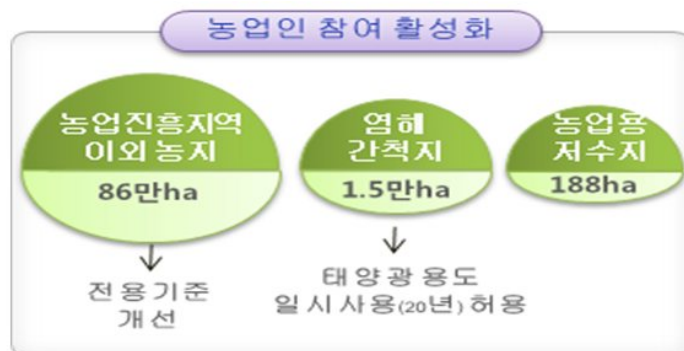 농업인 참여 활성화
농업진흥지역
이외농지
86만ha
염해
간척지
1.5만ha
농업용
저수지
188ha
전용기준
개선
태양광용도
일시사용(20년) 허용